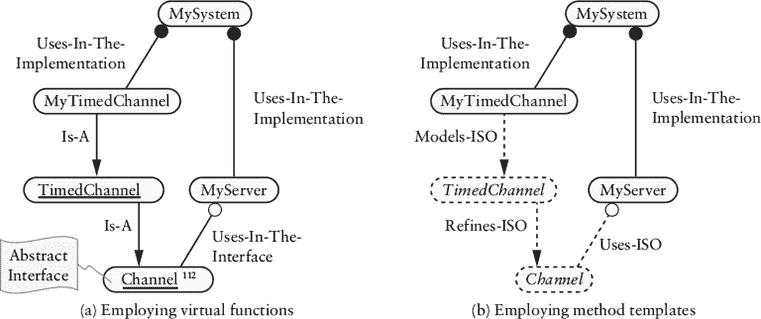 MySystem
Uses-In-The-
Implementation
MyTimedChannel
Uses-In-The-
Implementation
Is-A
TimedChannel
MyServer
Is-A
Uses-In-The-
Interface
Abstract
Interface
Channel 112
(a) Employing virtual functions
MySystem
Uses-In-The-
Implementation
MyTimedChannel
Uses-In-The-
Implementation
Models-ISO
TimedChannel
MyServer
Refines-ISO
Uses-ISO
Channel
(b) Employing method templates